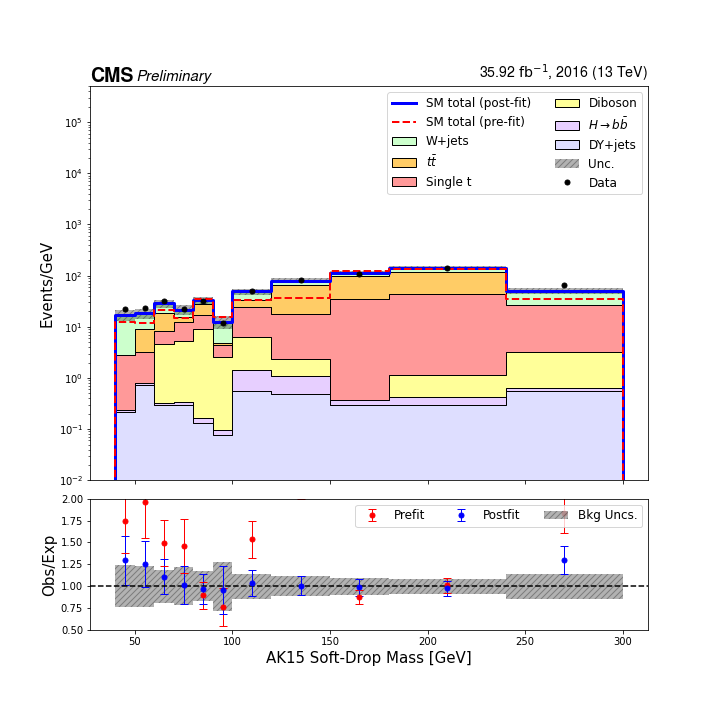 CMS Preliminary
35.92 fb⁻¹, 2016 (13 TeV)
Events/GeV
10⁵
10⁴
10³
10²
10¹
10⁰
10⁻¹
10⁻²
SM total (post-fit)
SM total (pre-fit)
W+jets
tt̄
Single t
Diboson
H→bb̄
DY+jets
Unc.
Data
Obs/Exp
2.00
1.75
1.50
1.25
1.00
0.75
0.50
Prefit
Postfit
Bkg Uncs.
50 100 150 200 250 300
AK15 Soft-Drop Mass [GeV]